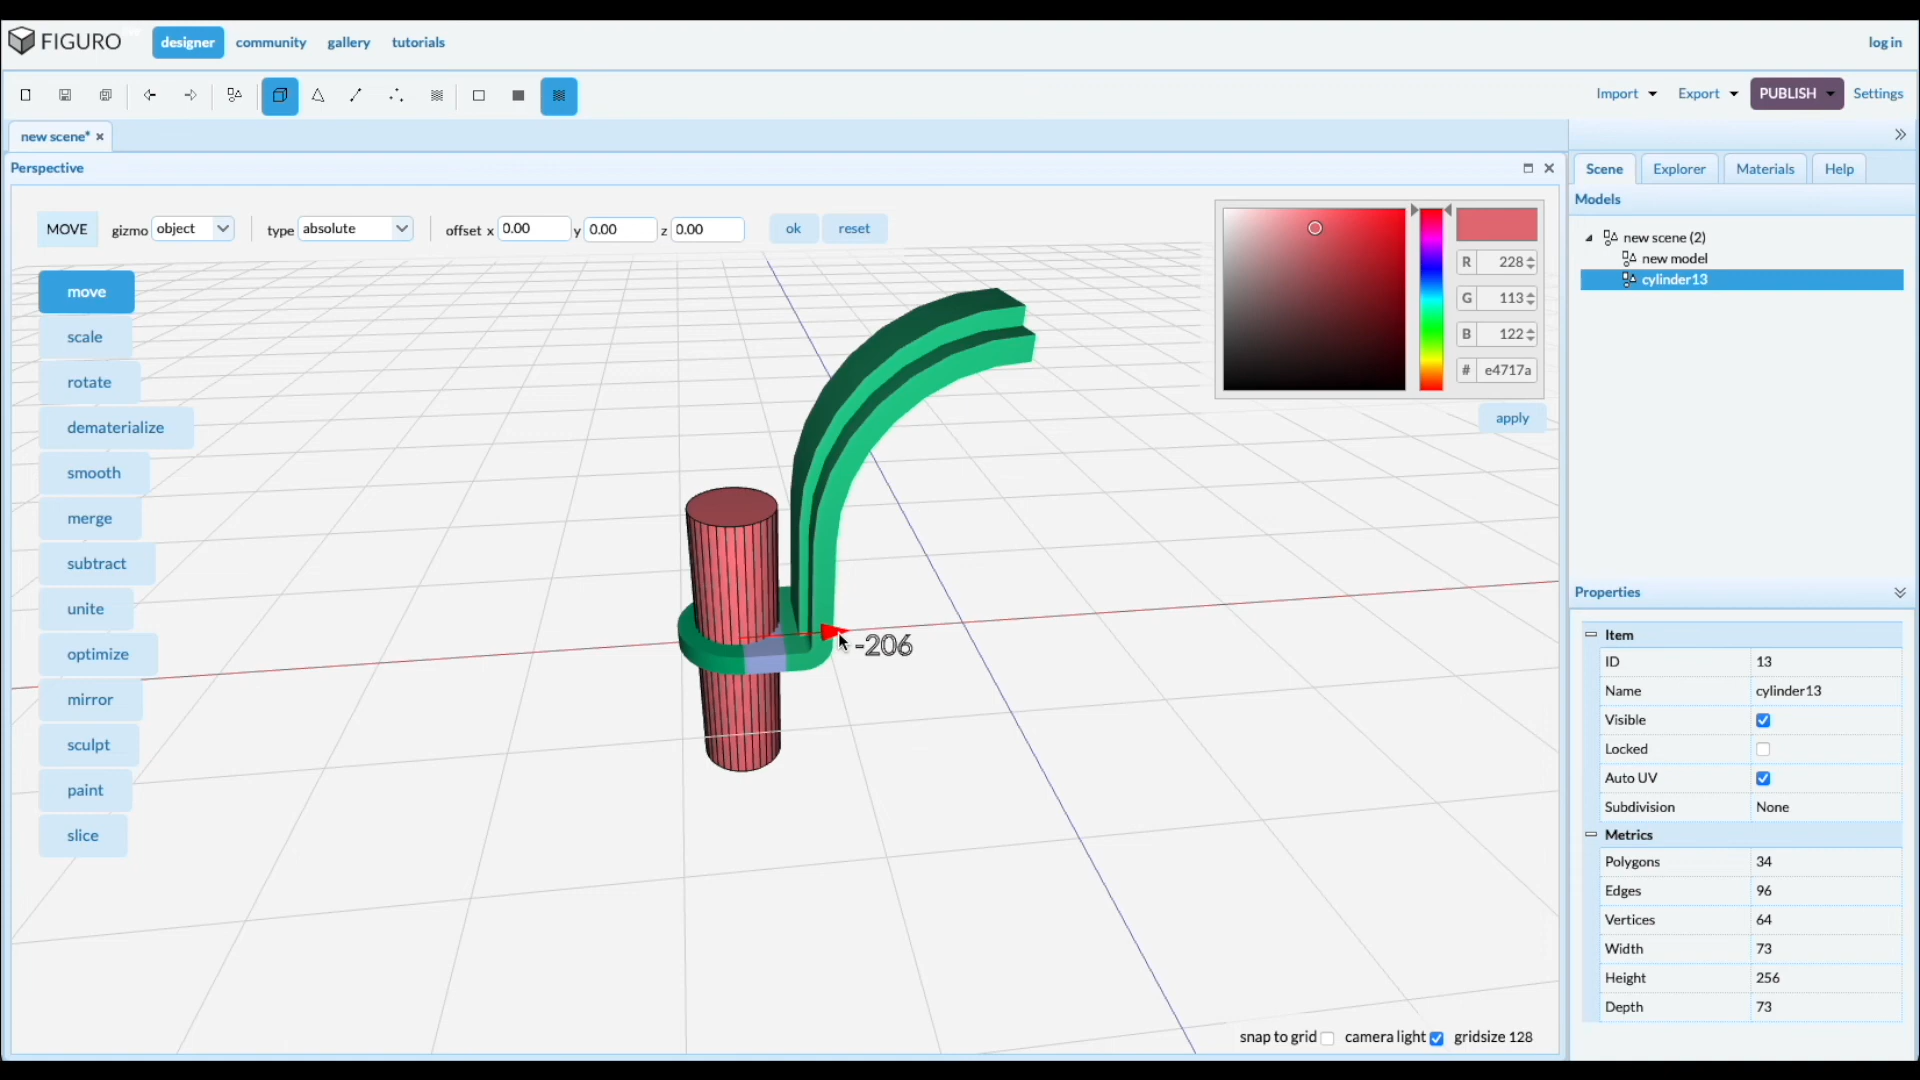 FIGURO
designer community gallery tutorials log in
Import Export PUBLISH Settings
new scene* ×
Perspective
MOVE gizmo object type absolute offset x 0.00 y 0.00 z 0.00 ok reset
move
scale
rotate
dematerialize
smooth
merge
subtract
unite
optimize
mirror
sculpt
paint
slice
-206
R 228
G 113
B 122
# e4717a
apply
snap to grid camera light gridsize 128
Scene Explorer Materials Help
Models
new scene (2)
new model
cylinder13
Properties
Item
ID 13
Name cylinder13
Visible
Locked
Auto UV
Subdivision None
Metrics
Polygons 34
Edges 96
Vertices 64
Width 73
Height 256
Depth 73